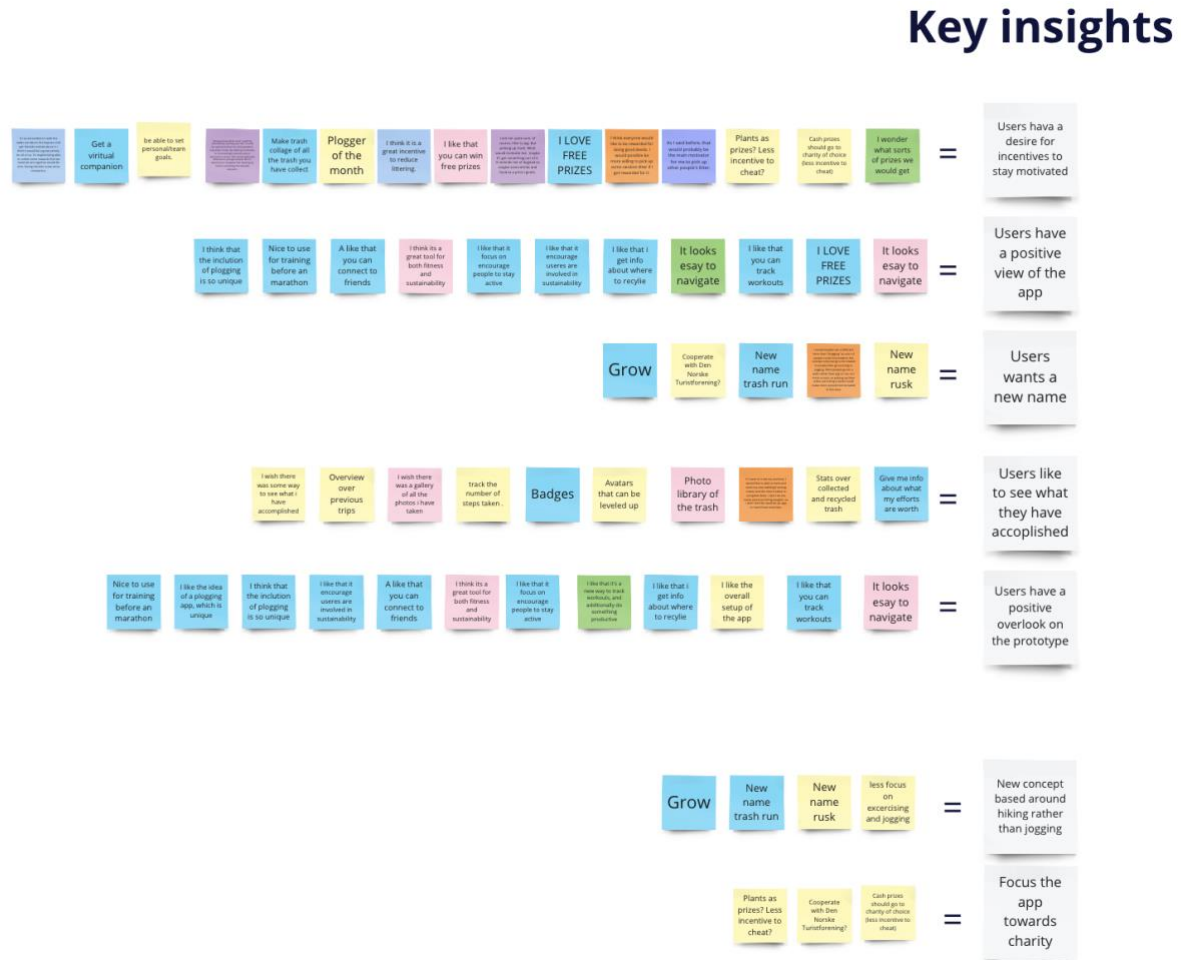 Key insights
Get a
viritual
companion
be able to set
personal/team
goals.
Make trash
collage of all
the trash you
have collect
Plogger
of the
month
I think it is a
great incentive
to reduce
littering.
I like that
you can win
free prizes
I LOVE
FREE
PRIZES
As I said before, that
would probably be
the main motivator
for me to pick up
other people's litter.
Plants as
prizes? Less
incentive to
cheat?
Cash prizes
should go to
charity of choice
(less incentive to
cheat)
I wonder
what sorts
of prizes we
would get
=
Users hava a
desire for
incentives to
stay motivated
I think that
the inclution
of plogging
is so unique
Nice to use
for training
before an
marathon
A like that
you can
connect to
friends
I think its a
great tool for
both fitness
and
sustainability
I like that it
focus on
encourage
people to stay
active
I like that it
encourage
useres are
involved in
sustainability
I like that i
get info
about where
to recylie
It looks
esay to
navigate
I like that
you can
track
workouts
I LOVE
FREE
PRIZES
It looks
esay to
navigate
=
Users have
a positive
view of the
app
Grow
Cooperate
with Den
Norske
Turistforening?
New
name
trash run
New
name
rusk
=
Users
wants a
new name
I wish there
was some way
to see what i
have
accomplished
Overview
over
previous
trips
I wish there
was a gallery
of all the
photos i have
taken
track the
number of
steps taken .
Badges
Avatars
that can be
leveled up
Photo
library of
the trash
Stats over
collected
and recycled
trash
Give me info
about what
my efforts
are worth
=
Users like
to see what
they have
accoplished
Nice to use
for training
before an
marathon
I like the idea
of a plogging
app, which is
unique
I think that
the inclution
of plogging
is so unique
I like that it
encourage
useres are
involved in
sustainability
A like that
you can
connect to
friends
I think its a
great tool for
both fitness
and
sustainability
I like that it
focus on
encourage
people to stay
active
I like that it's a
new way to track
workouts, and
additionally do
something
produtive
I like that i
get info
about where
to recylie
I like the
overall
setup of
the app
I like that
you can
track
workouts
It looks
esay to
navigate
=
Users have a
positive
overlook on
the prototype
Grow
New
name
trash run
New
name
rusk
less focus
on
excercising
and jogging
=
New concept
based around
hiking rather
than jogging
Plants as
prizes? Less
incentive to
cheat?
Cooperate
with Den
Norske
Turistforening?
Cash prizes
should go to
charity of choice
(less incentive to
cheat)
=
Focus the
app
towards
charity